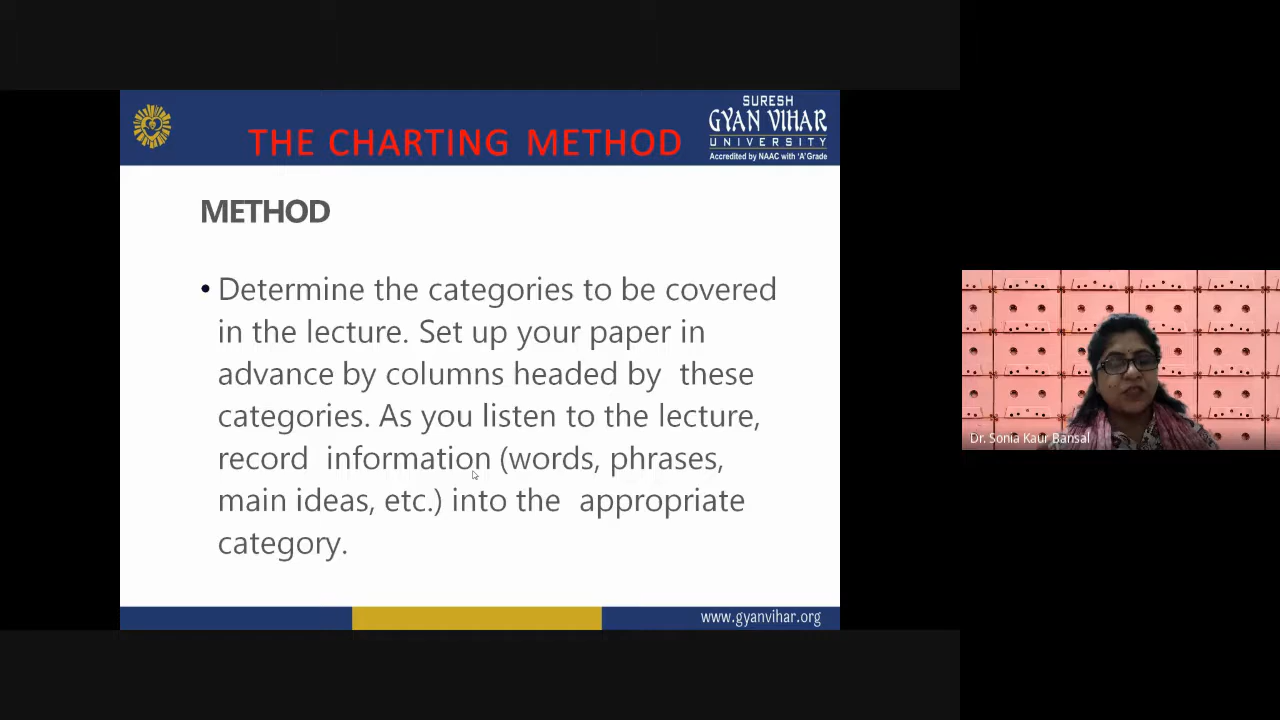 THE CHARTING METHOD
SURESH
GYAN VIHAR
UNIVERSITY
Accredited by NAAC with 'A' Grade
METHOD
• Determine the categories to be covered
in the lecture. Set up your paper in
advance by columns headed by these
categories. As you listen to the lecture,
record information (words, phrases,
main ideas, etc.) into the appropriate
category.
www.gyanvihar.org
Dr. Sonia Kaur Bansal